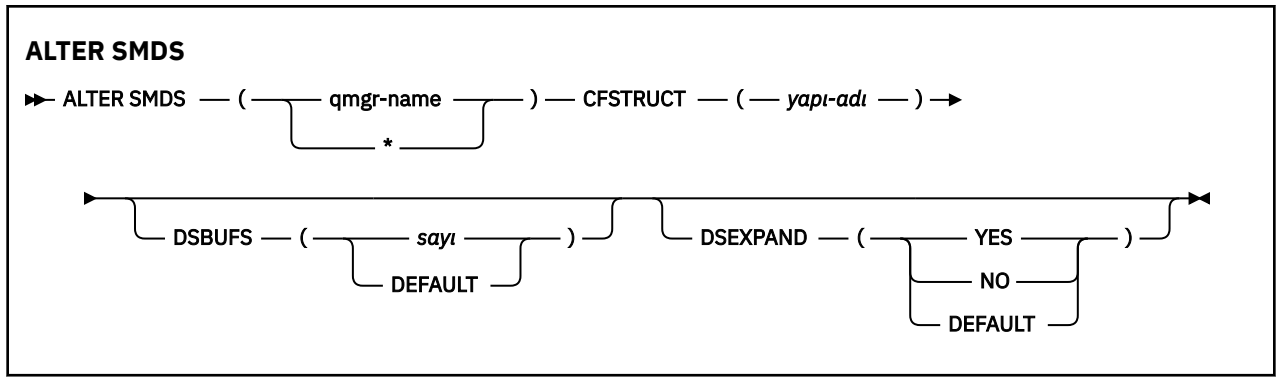 ALTER SMDS
ALTER SMDS ( qmgr-name ) CFSTRUCT ( yapı-adı )
*
DSBUFS ( sayı ) DSEXPAND ( YES )
DEFAULT NO
DEFAULT